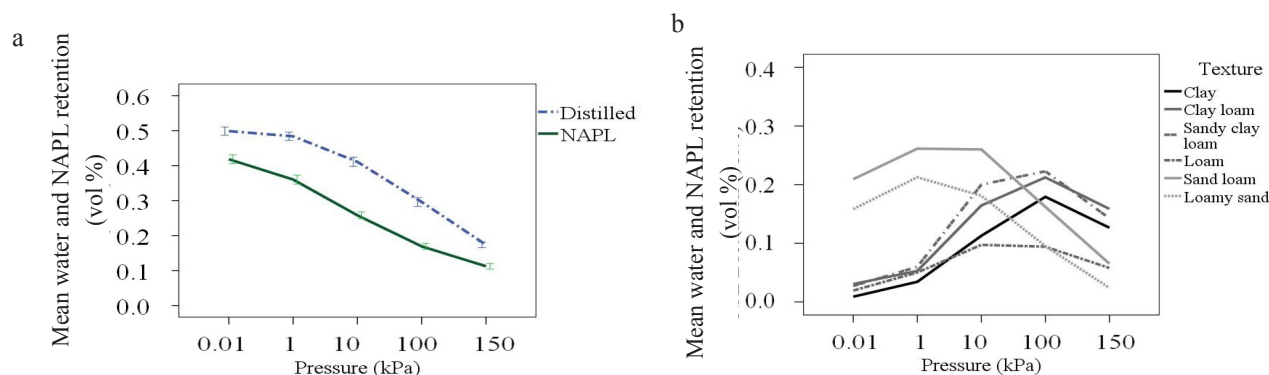 a
Mean water and NAPL retention
(vol %)
0.6
0.5
0.4
0.3
0.2
0.1
0.0
0.01 1 10 100 150
Pressure (kPa)
Distilled
NAPL
b
Mean water and NAPL retention
(vol %)
0.4
0.3
0.2
0.1
0.0
0.01 1 10 100 150
Pressure (kPa)
Texture
Clay
Clay loam
Sandy clay
loam
Loam
Sand loam
Loamy sand